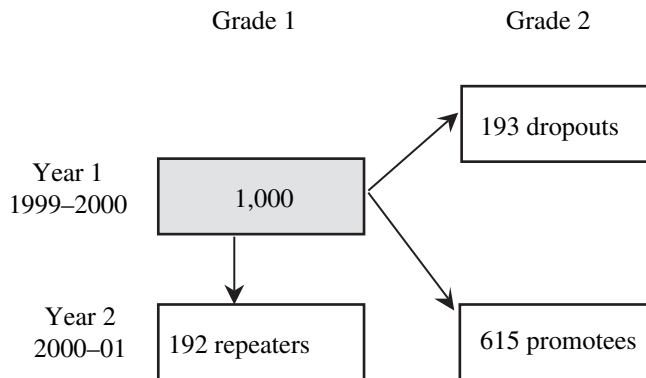 Grade 1
Grade 2
193 dropouts
Year 1
1999–2000
1,000
Year 2
2000–01
192 repeaters
615 promotees